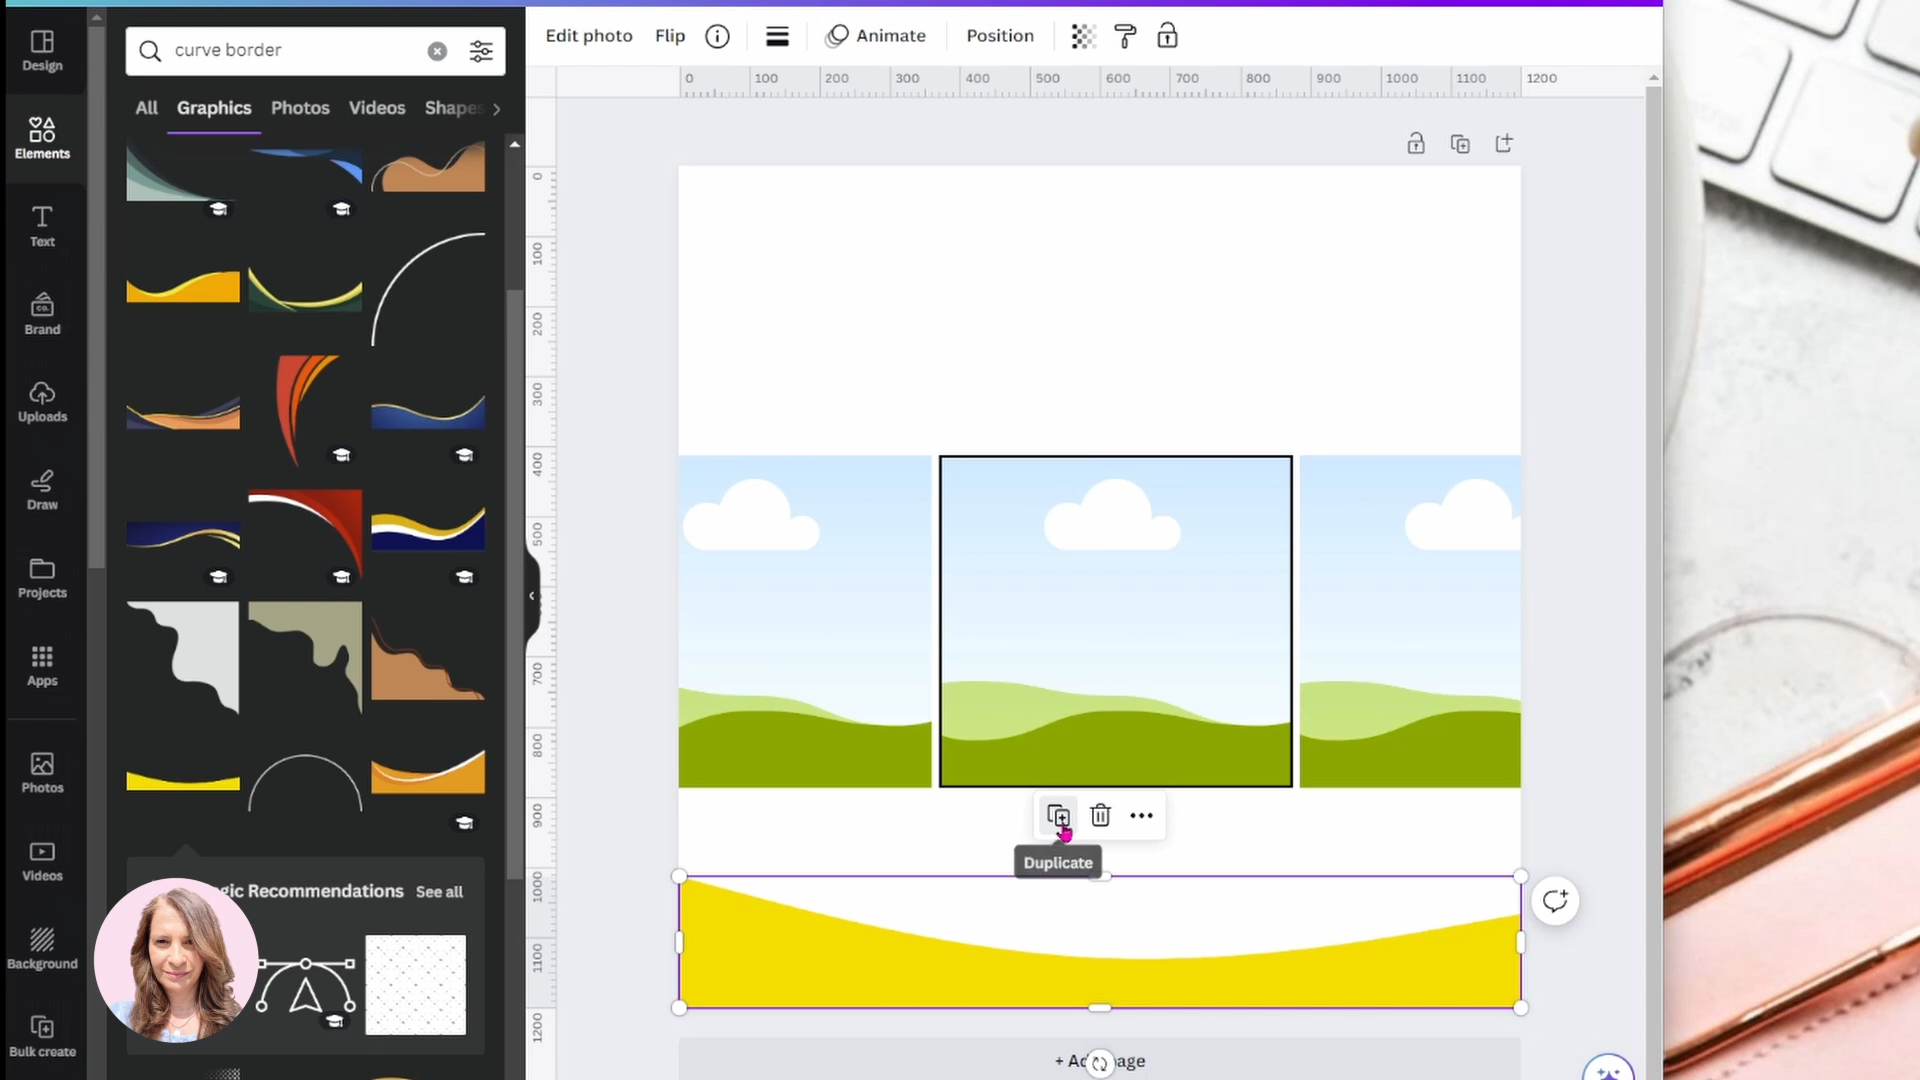 Design
Elements
Text
Brand
CO.
Uploads
Draw
Projects
Apps
Photos
Videos
Background
Bulk create
curve border
All Graphics Photos Videos Shapes
gic Recommendations See all
Edit photo Flip Animate Position
0 100 200 300 400 500 600 700 800 900 1000 1100 1200
0
100
200
300
400
500
700
800
900
1000
1100
1200
Duplicate
+ Ad page